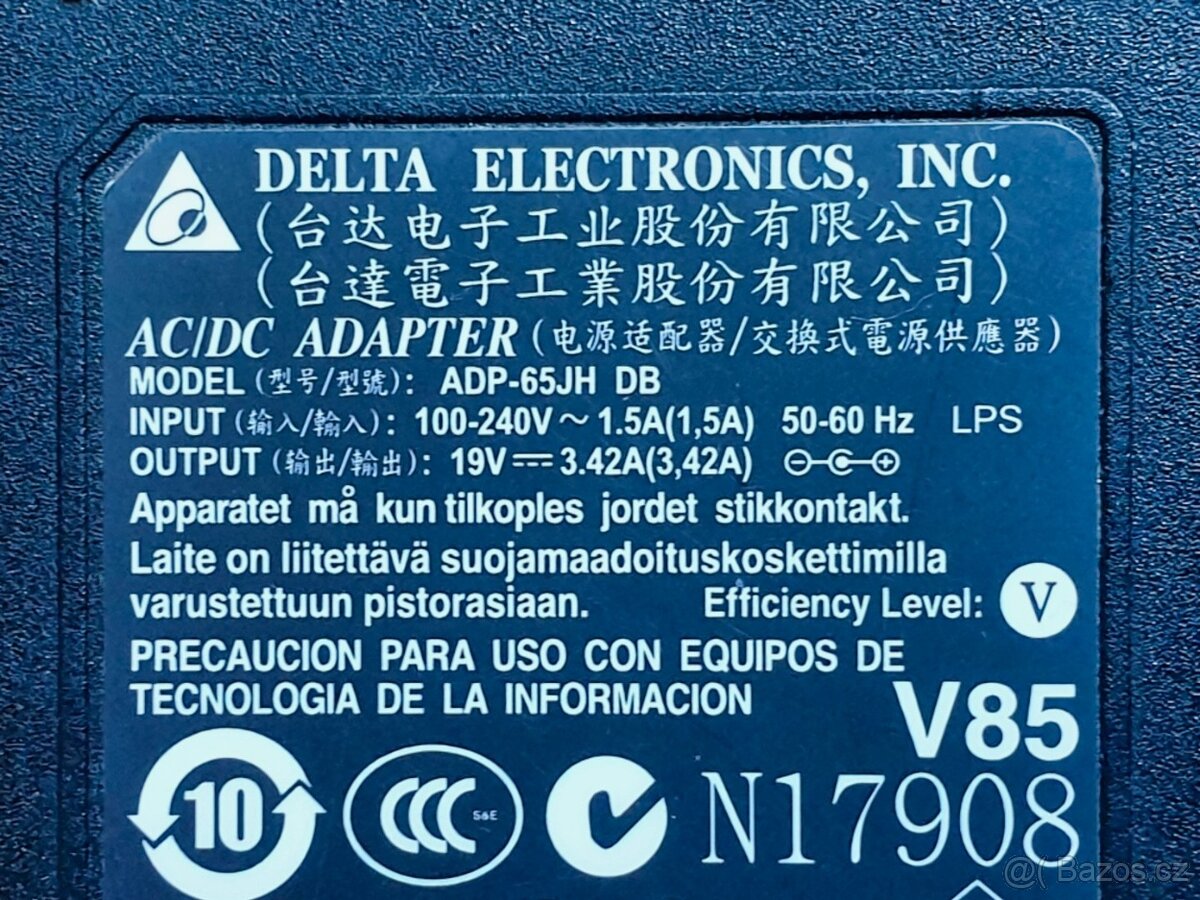 DELTA ELECTRONICS, INC.
(台达电子工业股份有限公司)
(台達電子工業股份有限公司)
AC/DC ADAPTER (电源适配器/交換式電源供應器)
MODEL (型号/型號): ADP-65JH DB
INPUT (输入/輸入): 100-240V ~ 1.5A(1,5A) 50-60 Hz LPS
OUTPUT (输出/輸出): 19V⎓3.42A(3,42A)
Apparatet må kun tilkoples jordet stikkontakt.
Laite on liitettävä suojamaadoituskoskettimilla
varustettuun pistorasiaan. Efficiency Level: V
PRECAUCION PARA USO CON EQUIPOS DE
TECNOLOGIA DE LA INFORMACION
V85
10 CCC S&E N17908
@( Bazos.cz